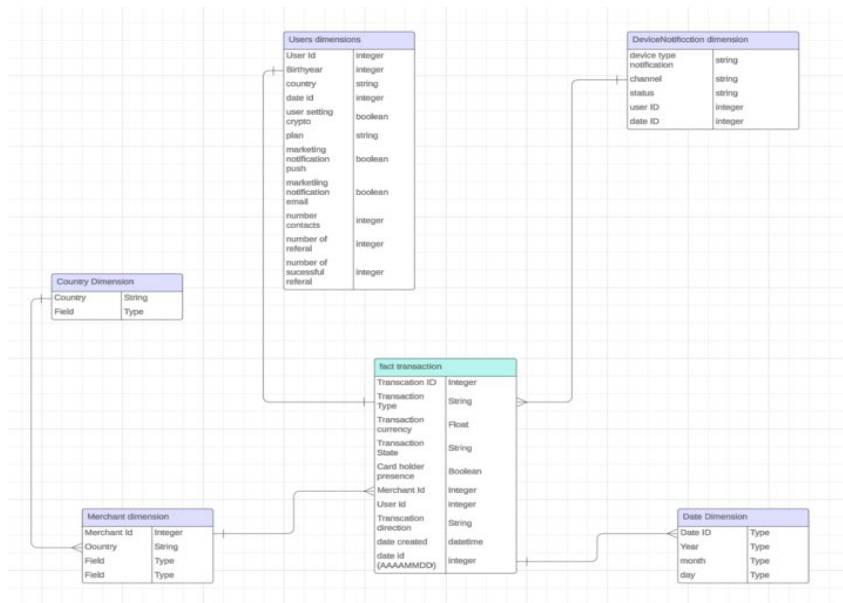 Users dimensions
User Id integer
Birthyear integer
country string
date id integer
user setting
crypto boolean
plan string
marketing
notification
push boolean
marketiing
notification
email boolean
number
contacts integer
number of
referal integer
number of
sucessful
referal integer
DeviceNotificction dimension
device type
notification string
channel string
status string
user ID integer
date ID integer
Country Dimension
Country String
Field Type
fact transaction
Transcation ID Integer
Transaction
Type String
Transaction
currency Float
Transaction
State String
Card holder
presence Boolean
Merchant Id Integer
User id integer
Transcation
direction String
date created datetime
date id
(AAAAMMDD) integer
Merchant dimension
Merchant Id Integer
Oountry String
Field Type
Field Type
Date Dimension
Date ID Type
Year Type
month Type
day Type